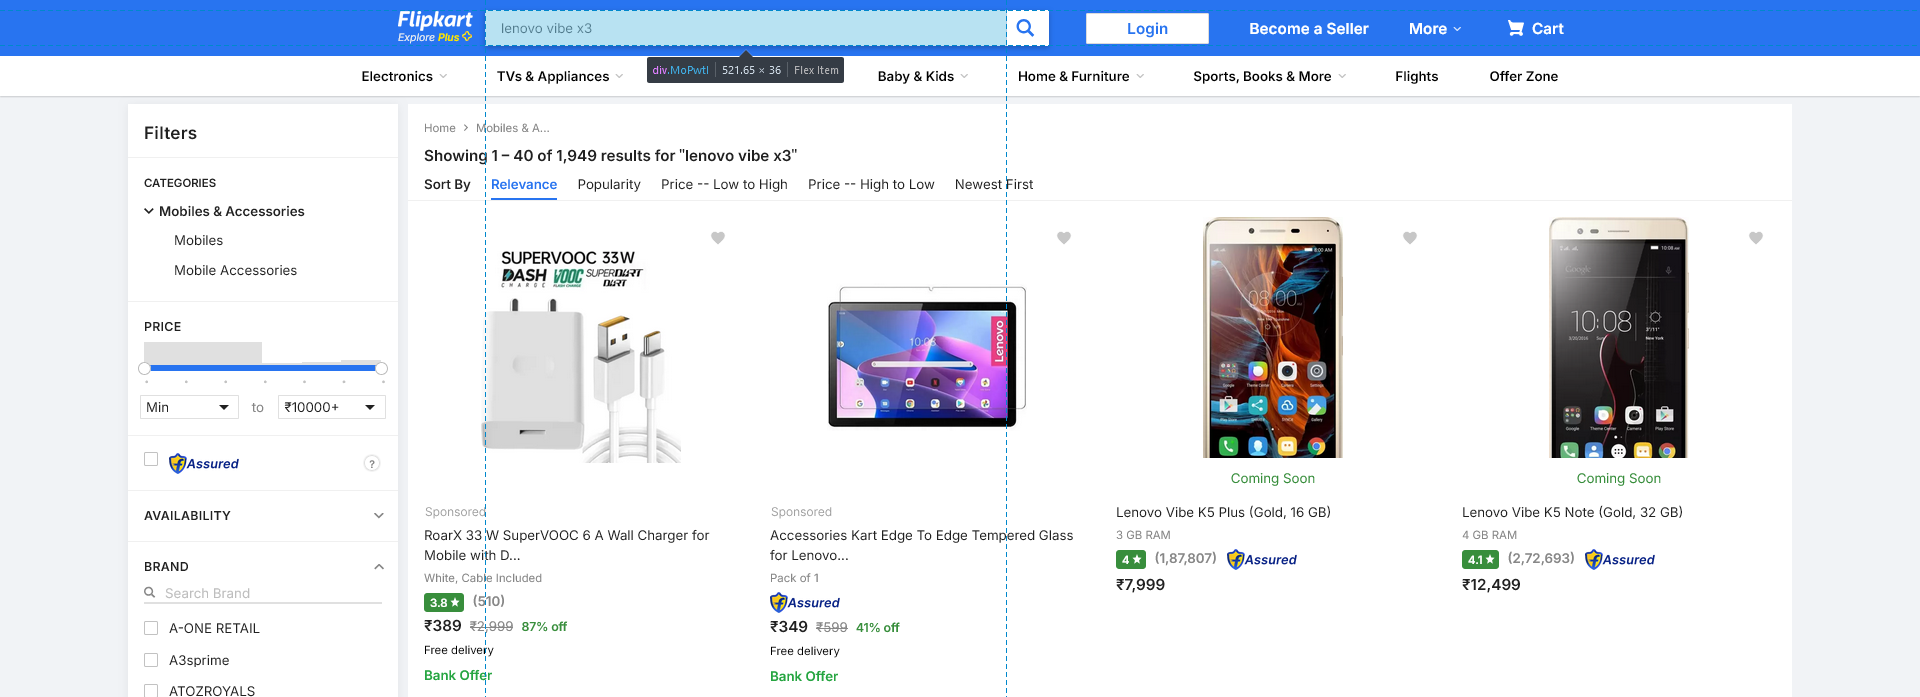 Flipkart
Explore Plus
lenovo vibe x3
Login
Become a Seller
More
Cart
div.MoPwtI 521.65 × 36 Flex Item
Electronics
TVs & Appliances
Baby & Kids
Home & Furniture
Sports, Books & More
Flights
Offer Zone
Filters
CATEGORIES
Mobiles & Accessories
Mobiles
Mobile Accessories
PRICE
Min
to
₹10000+
Assured
?
AVAILABILITY
BRAND
Search Brand
A-ONE RETAIL
A3sprime
ATOZROYALS
Home
Mobiles & A...
Showing 1 – 40 of 1,949 results for "lenovo vibe x3"
Sort By
Relevance
Popularity
Price -- Low to High
Price -- High to Low
Newest First
SUPERVOOC 33W
DASH VOOC SUPERDART
CHARGE FLASH CHARGE DART
Sponsored
RoarX 33 W SuperVOOC 6 A Wall Charger for
Mobile with D...
White, Cable Included
3.8 ★ (510)
₹389 ₹2,999 87% off
Free delivery
Bank Offer
10:08
Lenovo
Sponsored
Accessories Kart Edge To Edge Tempered Glass
for Lenovo...
Pack of 1
Assured
₹349 ₹599 41% off
Free delivery
Bank Offer
08:00
Coming Soon
Lenovo Vibe K5 Plus (Gold, 16 GB)
3 GB RAM
4 ★ (1,87,807) Assured
₹7,999
Google
10:08
Coming Soon
Lenovo Vibe K5 Note (Gold, 32 GB)
4 GB RAM
4.1 ★ (2,72,693) Assured
₹12,499